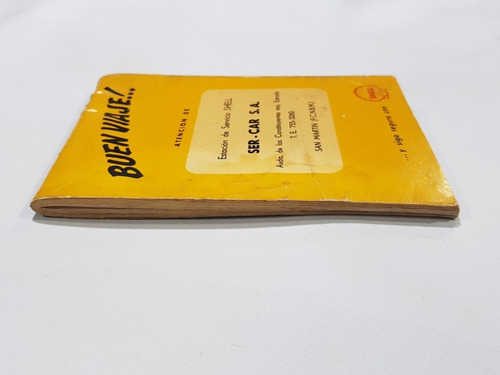 BUEN VIAJE!...
ATENCION DE
Estación de Servicio SHELL
SER-CAR S.A.
Avda. de los Constituyentes esq. Estrada
T. E. 755-3260
SAN MARTIN (F.C.N.B.M.)
SHELL
...y siga seguro con